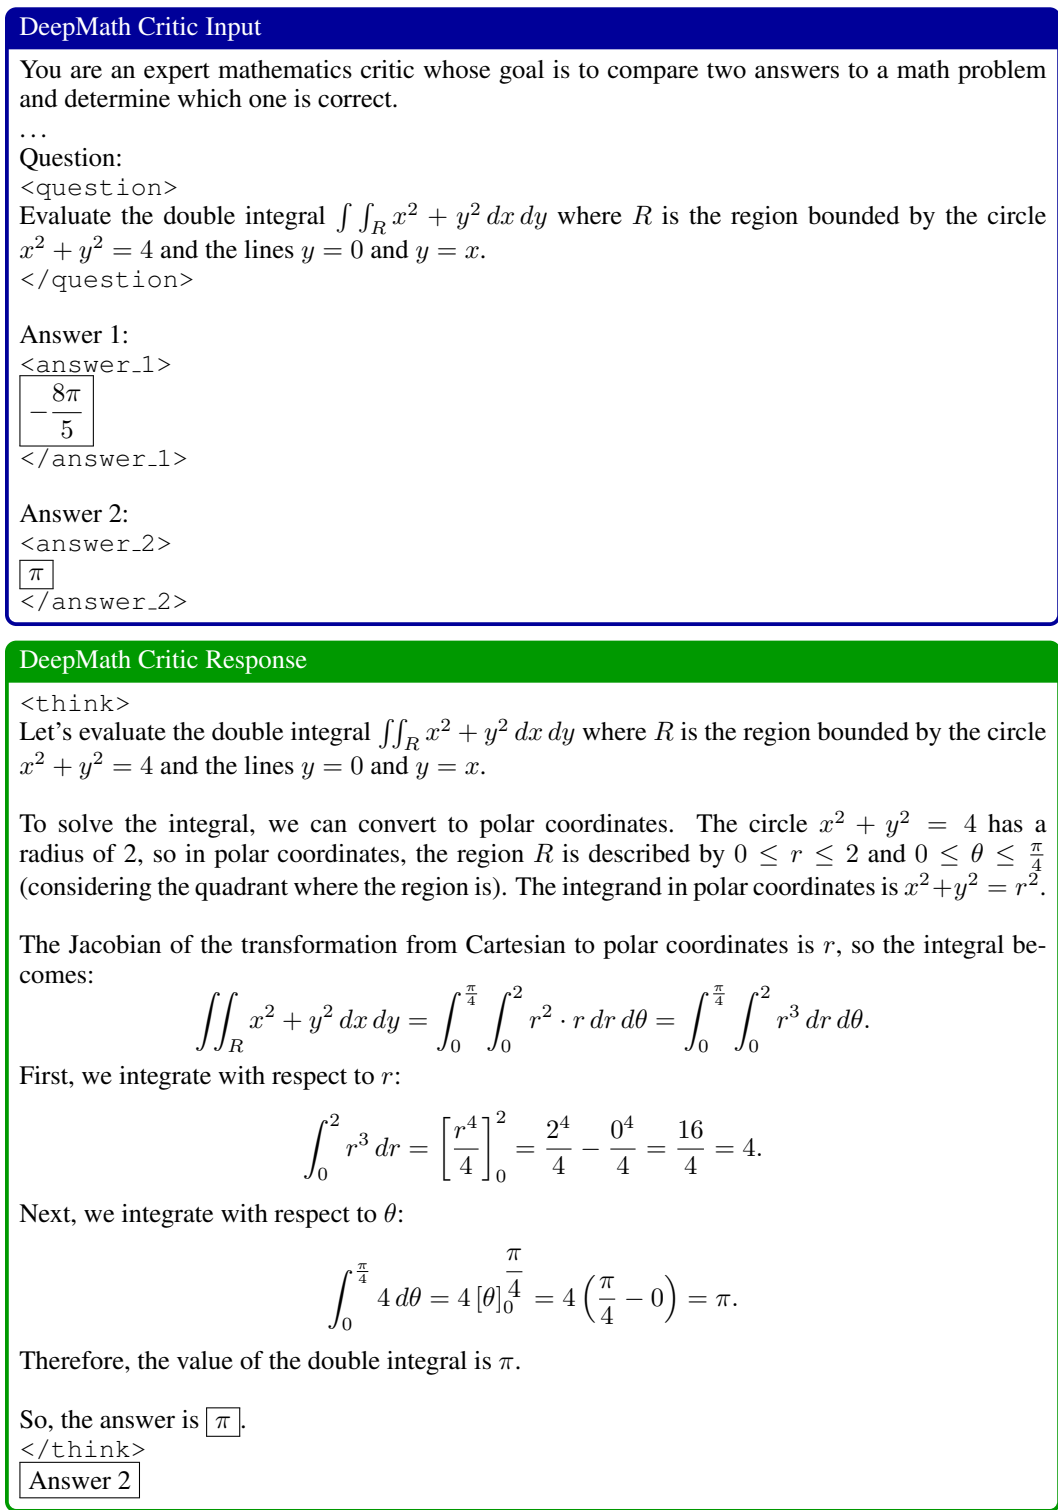 DeepMath Critic Input
You are an expert mathematics critic whose goal is to compare two answers to a math problem
and determine which one is correct.
...
Question:
<question>
Evaluate the double integral ∫ ∫_R x² + y² dx dy where R is the region bounded by the circle
x² + y² = 4 and the lines y = 0 and y = x.
</question>
Answer 1:
<answer_1>
−8π/5
</answer_1>
Answer 2:
<answer_2>
π
</answer_2>
DeepMath Critic Response
<think>
Let's evaluate the double integral ∬_R x² + y² dx dy where R is the region bounded by the circle
x² + y² = 4 and the lines y = 0 and y = x.
To solve the integral, we can convert to polar coordinates. The circle x² + y² = 4 has a
radius of 2, so in polar coordinates, the region R is described by 0 ≤ r ≤ 2 and 0 ≤ θ ≤ π/4
(considering the quadrant where the region is). The integrand in polar coordinates is x²+y² = r².
The Jacobian of the transformation from Cartesian to polar coordinates is r, so the integral be-
comes:
∬_R x² + y² dx dy = ∫_0^{π/4} ∫_0^2 r² · r dr dθ = ∫_0^{π/4} ∫_0^2 r³ dr dθ.
First, we integrate with respect to r:
∫_0^2 r³ dr = [r⁴/4]_0^2 = 2⁴/4 − 0⁴/4 = 16/4 = 4.
Next, we integrate with respect to θ:
∫_0^{π/4} 4 dθ = 4 [θ]_0^{π/4} = 4 (π/4 − 0) = π.
Therefore, the value of the double integral is π.
So, the answer is π.
</think>
Answer 2